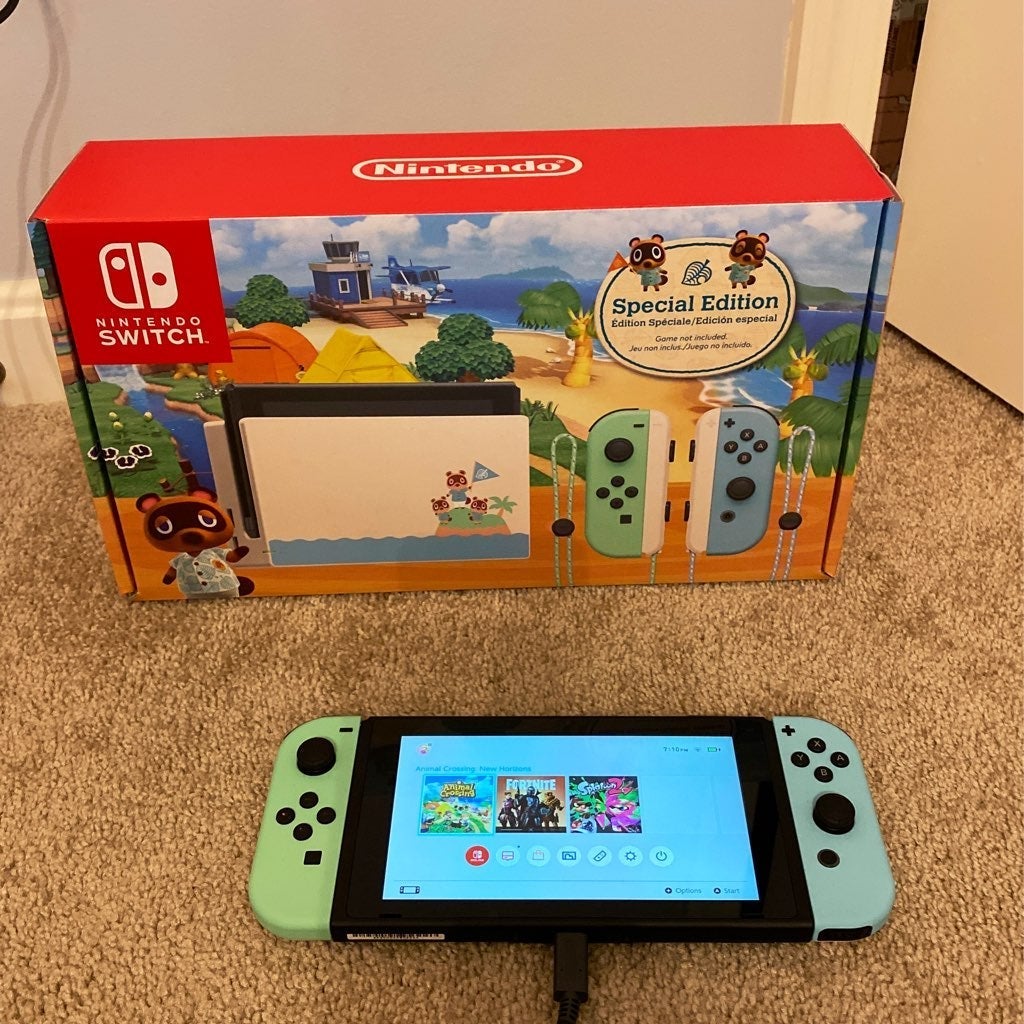 Nintendo®
NINTENDO
SWITCH™
Special Edition
Édition Spéciale/Edición especial
Game not included.
Jeu non inclus./Juego no incluido.
X
Y
A
B
7:10 PM
Animal Crossing: New Horizons
Animal
Crossing
FORTNITE
Splatoon 2
Options
Start
X
Y
A
B